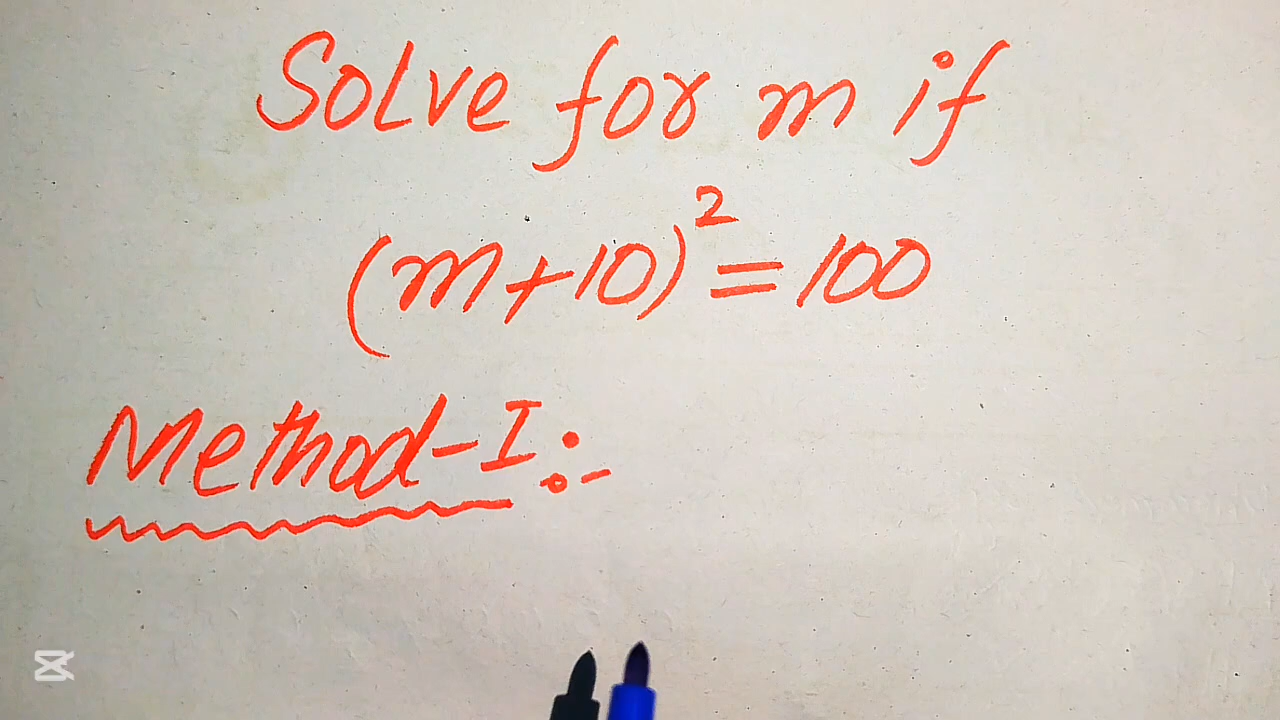 Solve for m if
(m+10)²=100
Method-I:-